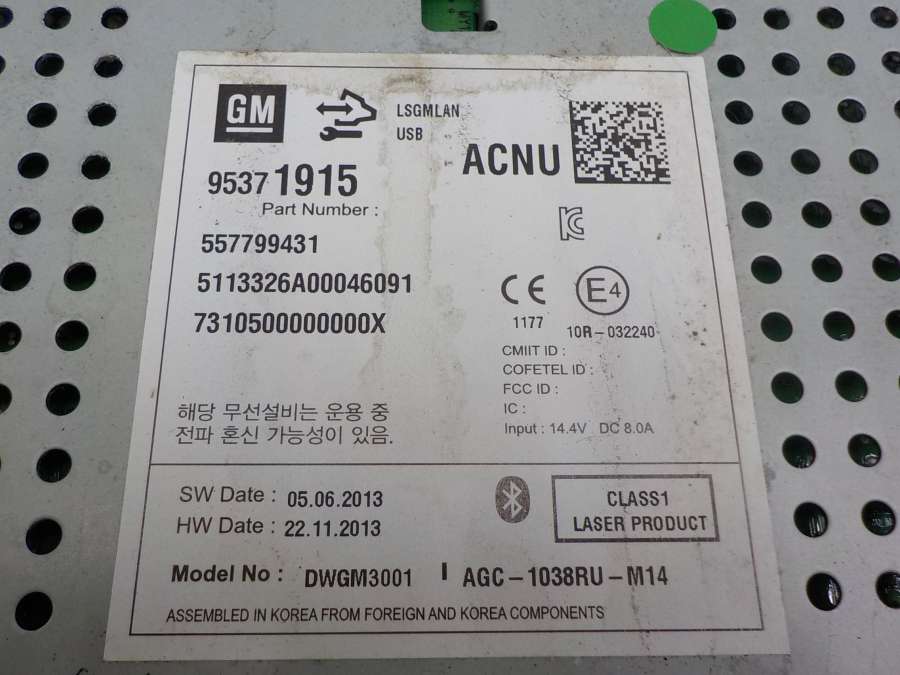 GM
LSGMLAN
USB
ACNU
9537 1915
Part Number :
557799431
5113326A00046091
7310500000000X
CE
1177
E4
10R-032240
CMIIT ID :
COFETEL ID :
FCC ID :
IC :
Input : 14.4V DC 8.0A
해당 무선설비는 운용 중
전파 혼신 가능성이 있음.
SW Date : 05.06.2013
HW Date : 22.11.2013
CLASS1
LASER PRODUCT
Model No : DWGM3001 I AGC-1038RU-M14
ASSEMBLED IN KOREA FROM FOREIGN AND KOREA COMPONENTS